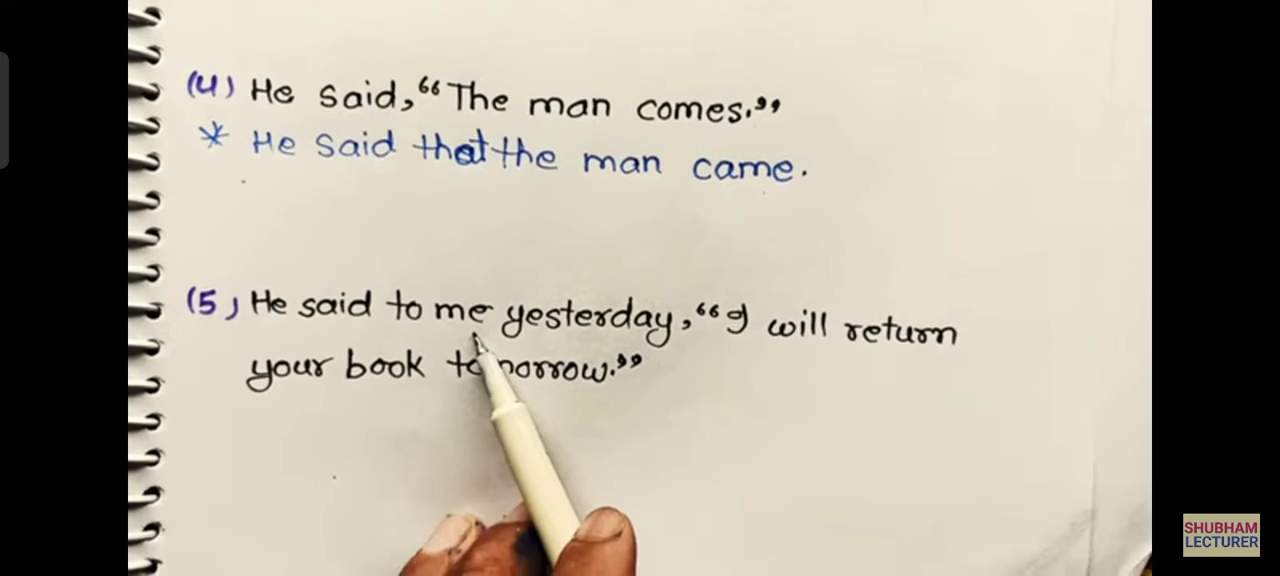 (4) He said, “The man comes.”
* He said that the man came.
(5) He said to me yesterday, “I will return
your book tomorrow.”
SHUBHAM
LECTURER